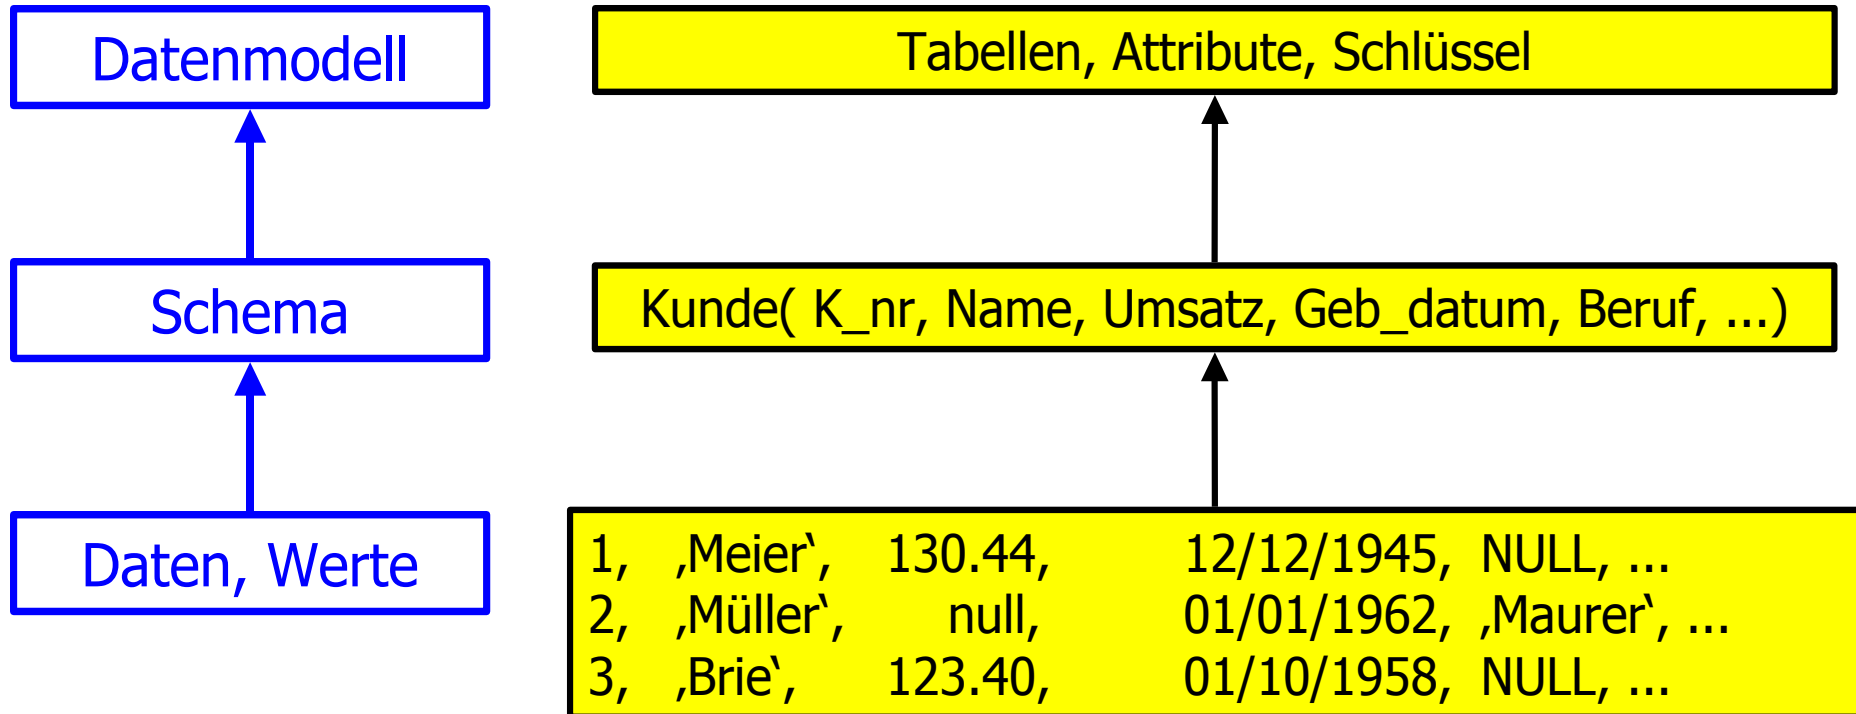 Datenmodell
Tabellen, Attribute, Schlüssel
Schema
Kunde( K_nr, Name, Umsatz, Geb_datum, Beruf, ...)
Daten, Werte
1, ‚Meier‘, 130.44, 12/12/1945, NULL, ...
2, ‚Müller‘, null, 01/01/1962, ‚Maurer‘, ...
3, ‚Brie‘, 123.40, 01/10/1958, NULL, ...